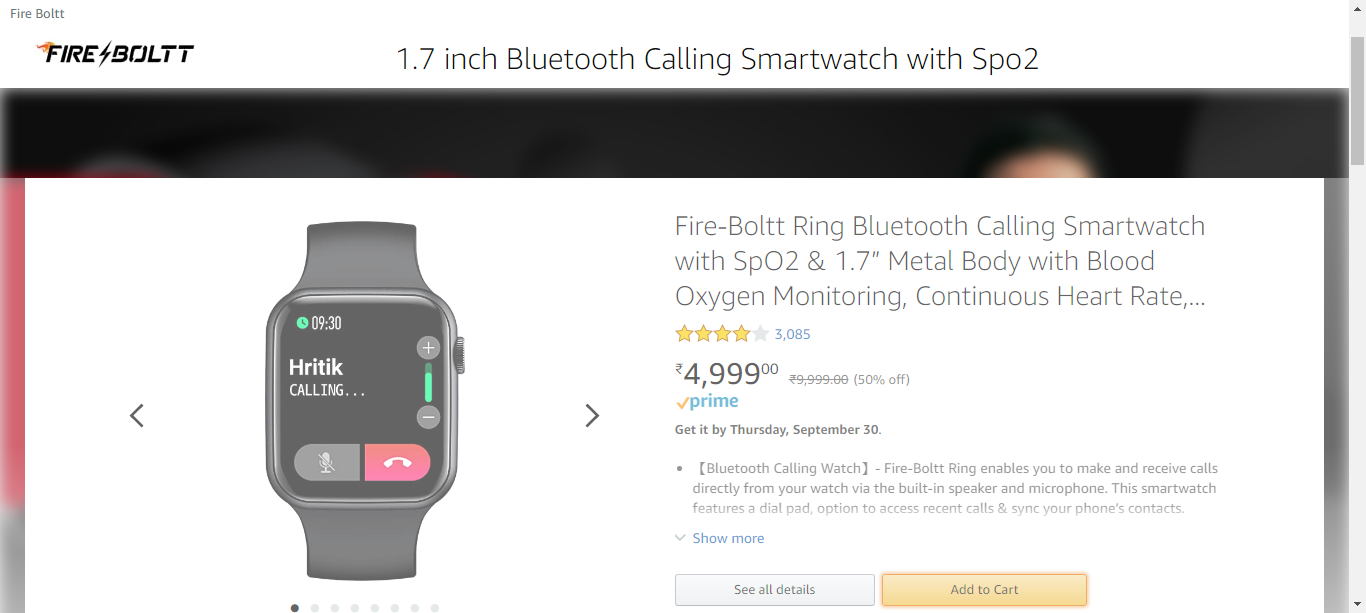 Fire Boltt
FIRE-BOLTT
1.7 inch Bluetooth Calling Smartwatch with Spo2
Fire-Boltt Ring Bluetooth Calling Smartwatch
with SpO2 & 1.7” Metal Body with Blood
Oxygen Monitoring, Continuous Heart Rate,...
3,085
₹4,99900 ₹9,999.00 (50% off)
prime
Get it by Thursday, September 30.
• 【Bluetooth Calling Watch】- Fire-Boltt Ring enables you to make and receive calls
directly from your watch via the built-in speaker and microphone. This smartwatch
features a dial pad, option to access recent calls & sync your phone's contacts.
Show more
See all details
Add to Cart
09:30
Hritik
CALLING...